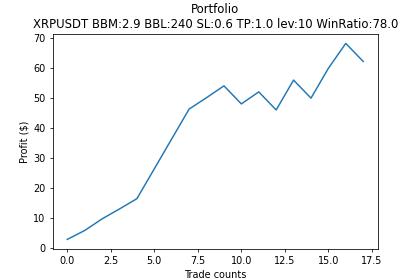 Portfolio
XRPUSDT BBM:2.9 BBL:240 SL:0.6 TP:1.0 lev:10 WinRatio:78.0
70
60
50
40
30
20
10
0
Profit ($)
0.0 2.5 5.0 7.5 10.0 12.5 15.0 17.5
Trade counts